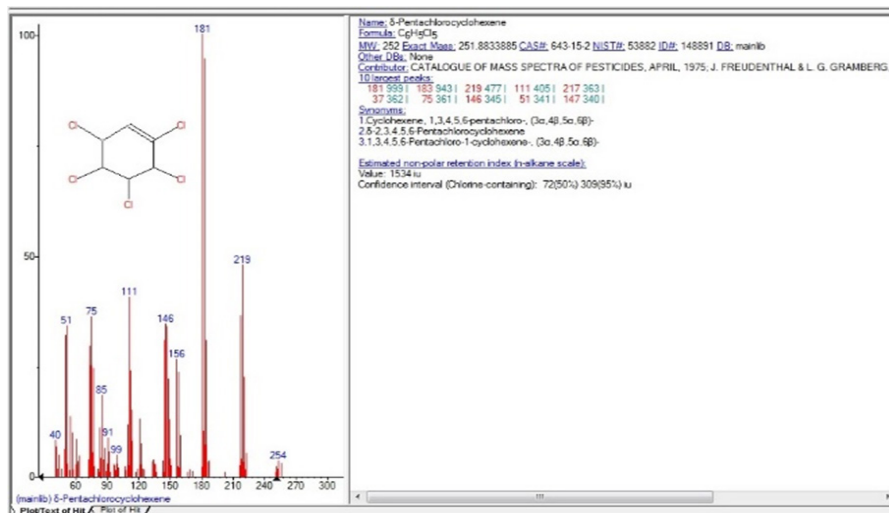 100
50
0
181
219
111
75
51
146
156
85
91
40
99
254
60
90
120
150
180
210
240
270
300
Cl
Cl
Cl
Cl
Cl
(mainlib) δ-Pentachlorocyclohexene
Plot/Text of Hit
Plot of Hit
Name: δ-Pentachlorocyclohexene
Formula: C6H5Cl5
MW: 252 Exact Mass: 251.8833885 CAS#: 643-15-2 NIST#: 53882 ID#: 148891 DB: mainlib
Other DBs: None
Contributor: CATALOGUE OF MASS SPECTRA OF PESTICIDES, APRIL, 1975; J. FREUDENTHAL & L. G. GRAMBERG,
10 largest peaks:
181 999 | 183 943 | 219 477 | 111 405 | 217 363 |
37 362 | 75 361 | 146 345 | 51 341 | 147 340 |
Synonyms:
1.Cyclohexene, 1,3,4,5,6-pentachloro-, (3α,4β,5α,6β)-
2.δ-2,3,4,5,6-Pentachlorocyclohexene
3.1,3,4,5,6-Pentachloro-1-cyclohexene-, (3α,4β,5α,6β)-
Estimated non-polar retention index (n-alkane scale):
Value: 1534 iu
Confidence interval (Chlorine-containing): 72(50%) 309(95%) iu